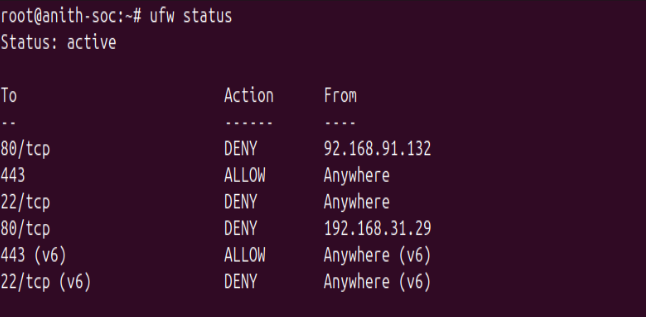 root@anith-soc:~# ufw status
Status: active
To Action From
-- ------ ----
80/tcp DENY 92.168.91.132
443 ALLOW Anywhere
22/tcp DENY Anywhere
80/tcp DENY 192.168.31.29
443 (v6) ALLOW Anywhere (v6)
22/tcp (v6) DENY Anywhere (v6)